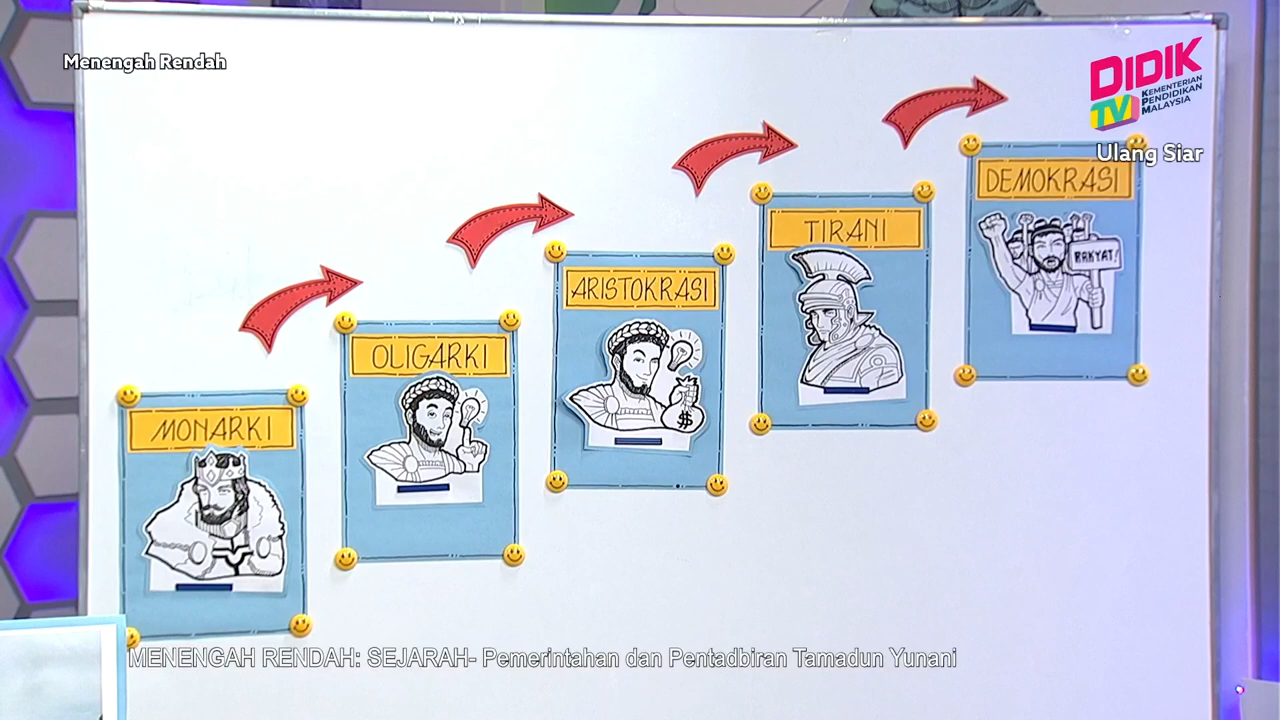 Menengah Rendah
DIDIK
TV
KEMENTERIAN
PENDIDIKAN
MALAYSIA
Ulang Siar
DEMOKRASI
RAKYAT!
TIRANI
ARISTOKRASI
$
OLIGARKI
MONARKI
MENENGAH RENDAH: SEJARAH- Pemerintahan dan Pentadbiran Tamadun Yunani